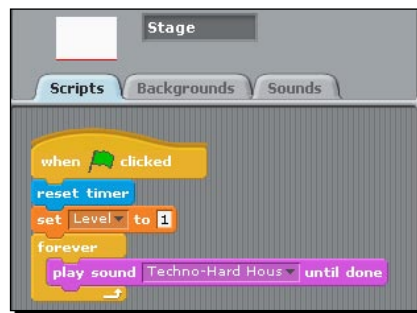 Stage
Scripts Backgrounds Sounds
when clicked
reset timer
set Level to 1
forever
play sound Techno-Hard Hous until done